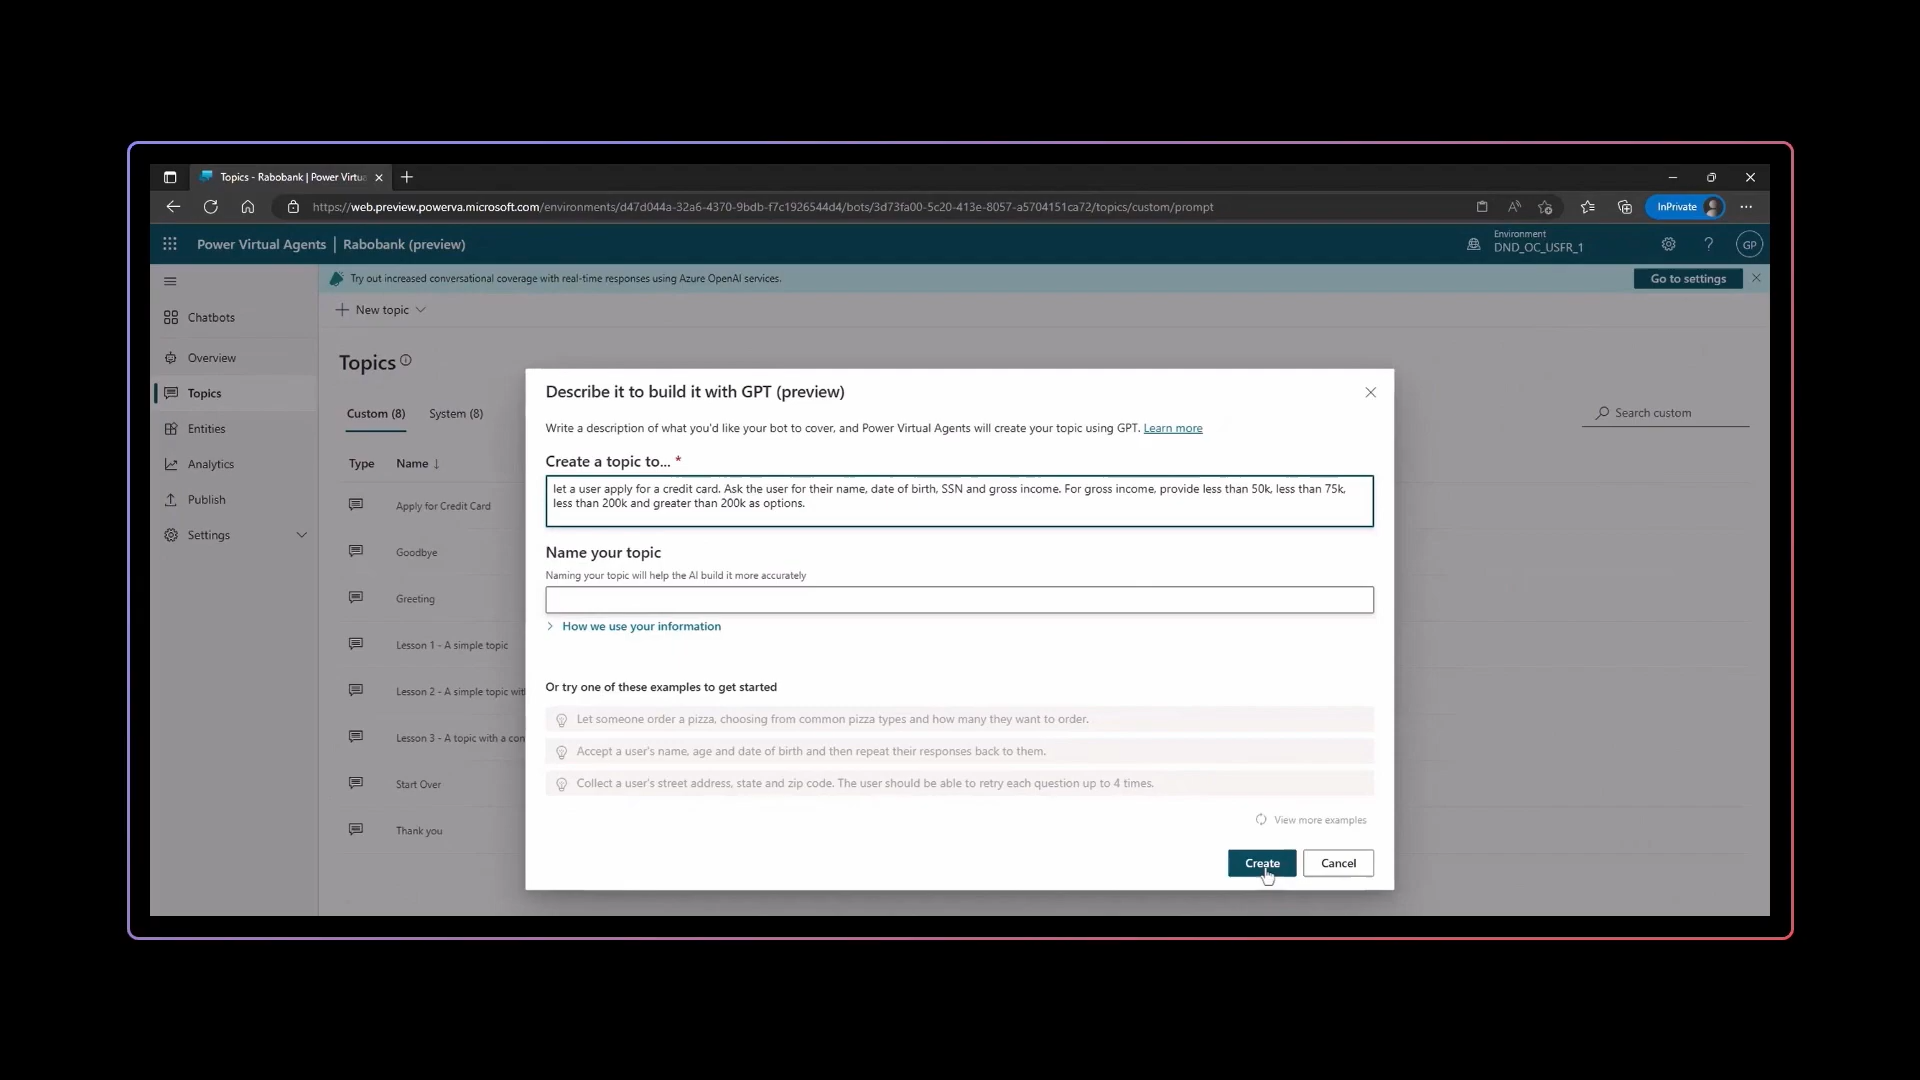 Topics - Rabobank | Power Virtu
https://web.preview.powerva.microsoft.com/environments/d47d044a-32a6-4370-9bdb-f7c1926544d4/bots/3d73fa00-5c20-413e-8057-a5704151ca72/topics/custom/prompt
InPrivate
Power Virtual Agents | Rabobank (preview)
Environment
DND_OC_USFR_1
GP
Try out increased conversational coverage with real-time responses using Azure OpenAI services.
Go to settings
New topic
Chatbots
Overview
Topics
Entities
Analytics
Publish
Settings
Topics
Custom (8)
System (8)
Search custom
Type
Name ↓
Apply for Credit Card
Goodbye
Greeting
Lesson 1 - A simple topic
Lesson 2 - A simple topic wit
Lesson 3 - A topic with a con
Start Over
Thank you
Describe it to build it with GPT (preview)
Write a description of what you'd like your bot to cover, and Power Virtual Agents will create your topic using GPT. Learn more
Create a topic to... *
let a user apply for a credit card. Ask the user for their name, date of birth, SSN and gross income. For gross income, provide less than 50k, less than 75k,
less than 200k and greater than 200k as options.
Name your topic
Naming your topic will help the AI build it more accurately
How we use your information
Or try one of these examples to get started
Let someone order a pizza, choosing from common pizza types and how many they want to order.
Accept a user's name, age and date of birth and then repeat their responses back to them.
Collect a user's street address, state and zip code. The user should be able to retry each question up to 4 times.
View more examples
Create
Cancel